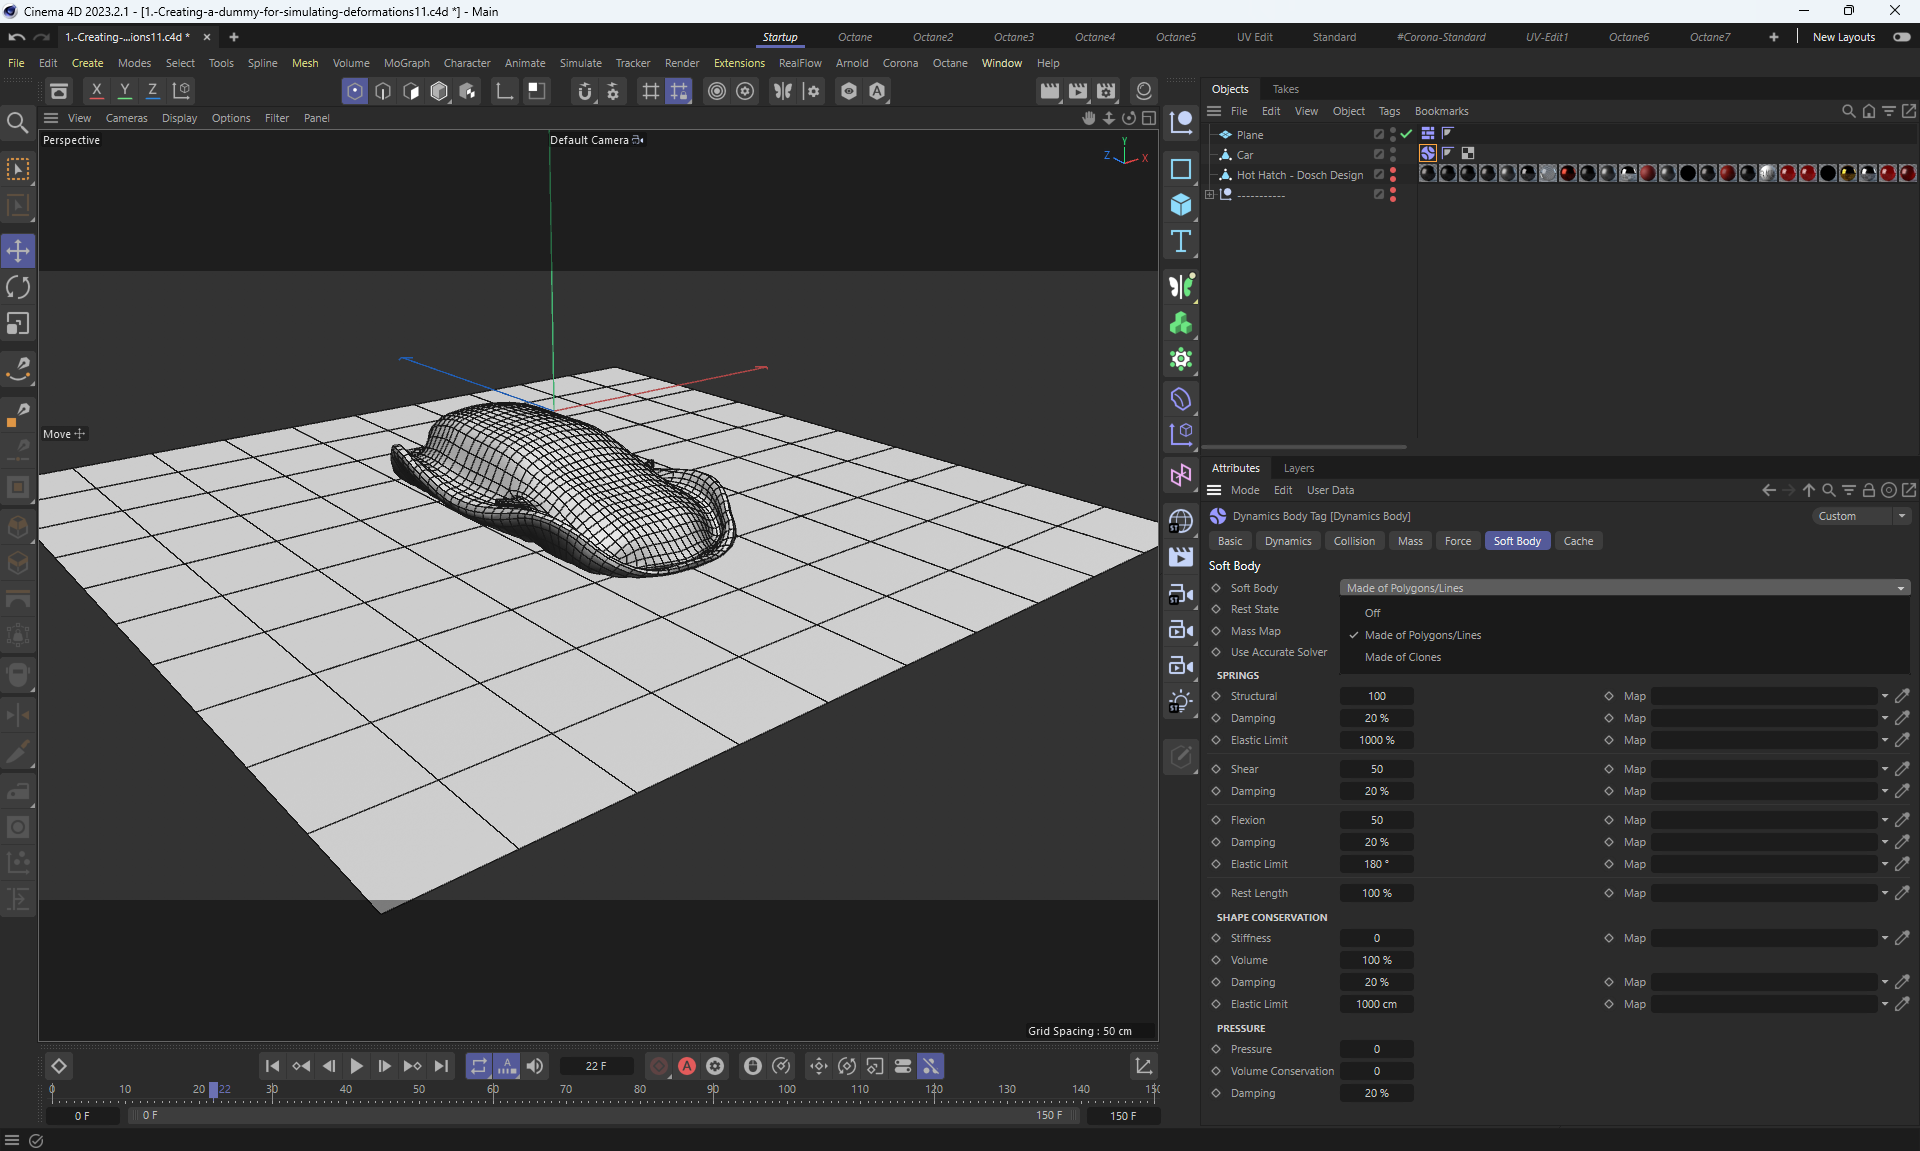 Cinema 4D 2023.2.1 - [1.-Creating-a-dummy-for-simulating-deformations11.c4d *] - Main
1.-Creating-...ions11.c4d *
Startup Octane Octane2 Octane3 Octane4 Octane5 UV Edit Standard #Corona-Standard UV-Edit1 Octane6 Octane7 New Layouts
File Edit Create Modes Select Tools Spline Mesh Volume MoGraph Character Animate Simulate Tracker Render Extensions RealFlow Arnold Corona Octane Window Help
X Y Z
View Cameras Display Options Filter Panel
Perspective
Default Camera
Y
Z X
Move
Grid Spacing : 50 cm
Objects Takes
File Edit View Object Tags Bookmarks
Plane
Car
Hot Hatch - Dosch Design
-----------
Attributes Layers
Mode Edit User Data
Dynamics Body Tag [Dynamics Body]
Custom
Basic Dynamics Collision Mass Force Soft Body Cache
Soft Body
Soft Body Made of Polygons/Lines
Off
Made of Polygons/Lines
Made of Clones
Rest State
Mass Map
Use Accurate Solver
SPRINGS
Structural 100 Map
Damping 20 % Map
Elastic Limit 1000 % Map
Shear 50 Map
Damping 20 % Map
Flexion 50 Map
Damping 20 % Map
Elastic Limit 180 ° Map
Rest Length 100 % Map
SHAPE CONSERVATION
Stiffness 0 Map
Volume 100 %
Damping 20 % Map
Elastic Limit 1000 cm Map
PRESSURE
Pressure 0
Volume Conservation 0
Damping 20 %
22 F
0 10 20 22 30 40 50 60 70 80 90 100 110 120 130 140 150
0 F 0 F 150 F 150 F